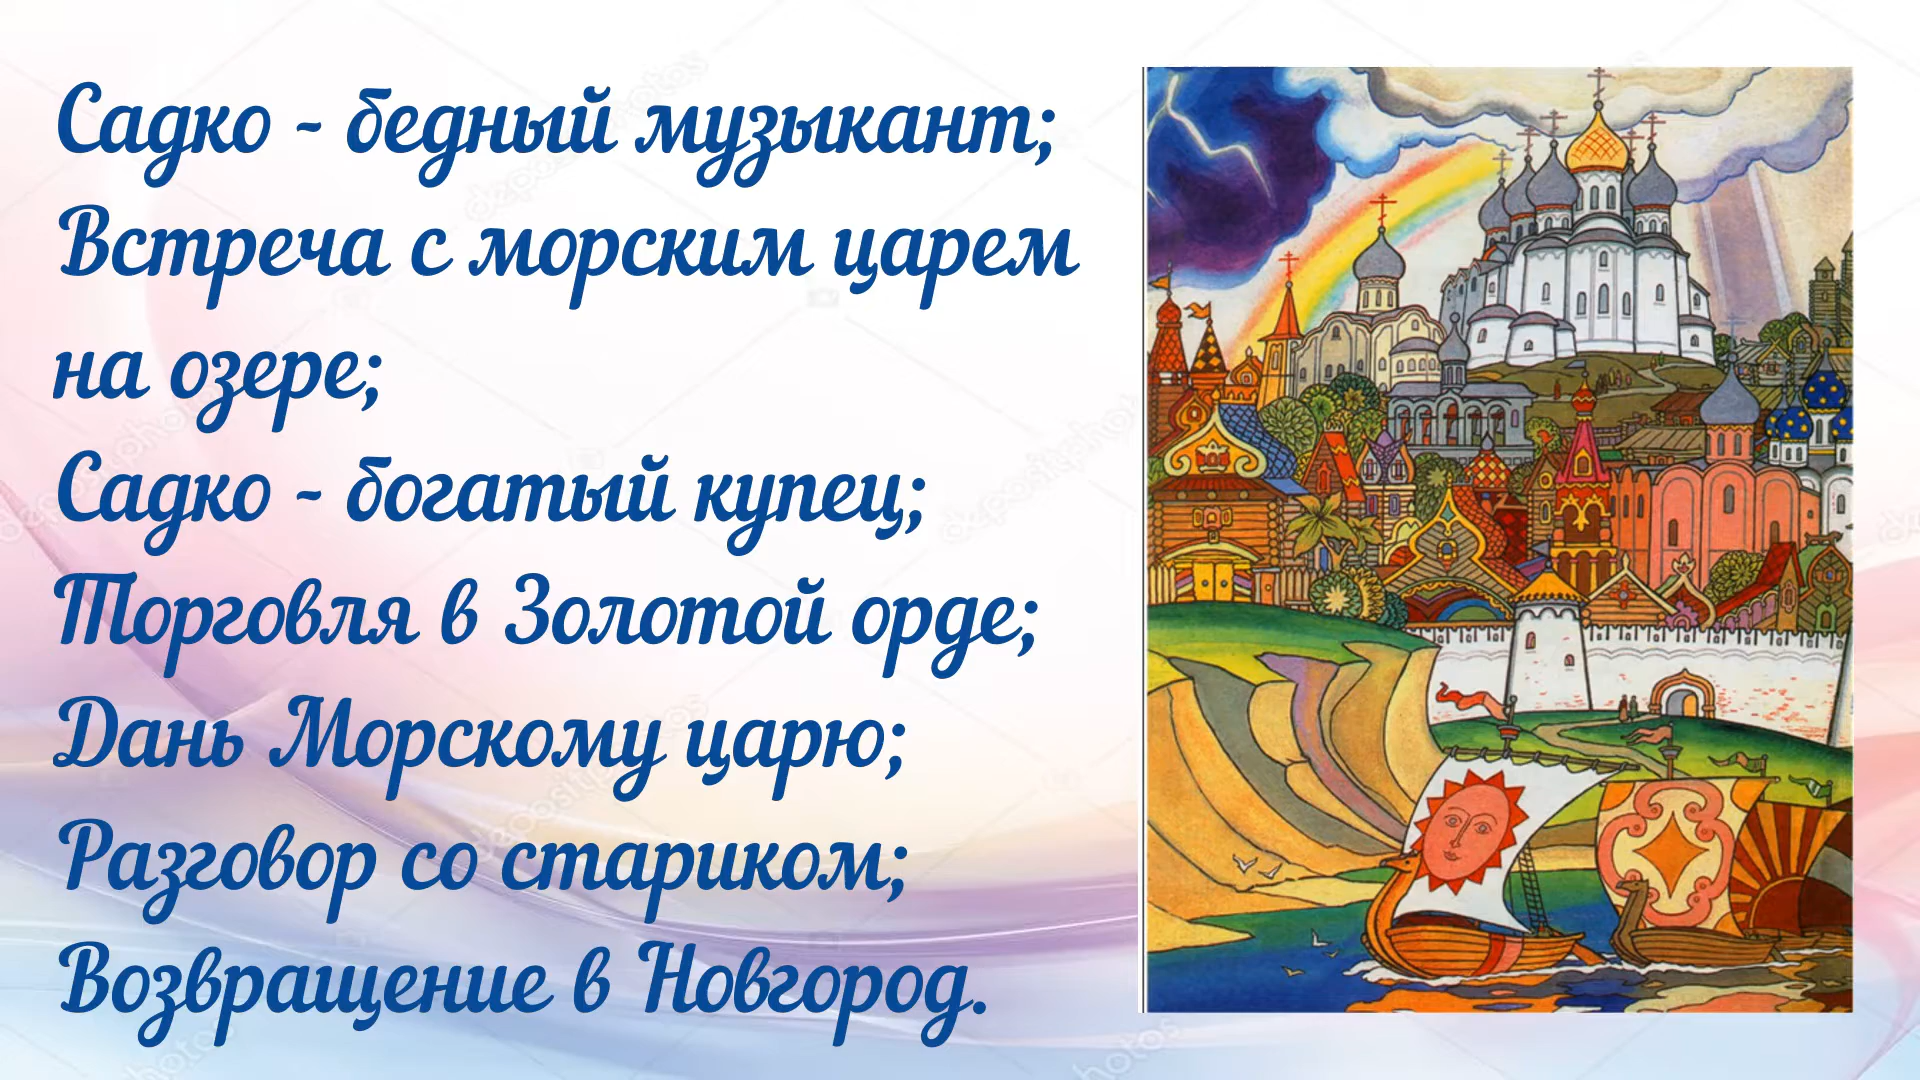 Садко - бедный музыкант;
Встреча с морским царем
на озере;
Садко - богатый купец;
Торговля в Золотой орде;
Дань Морскому царю;
Разговор со стариком;
Возвращение в Новгород.